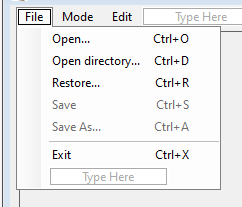 File Mode Edit Type Here
Open... Ctrl+O
Open directory... Ctrl+D
Restore... Ctrl+R
Save Ctrl+S
Save As... Ctrl+A
Exit Ctrl+X
Type Here